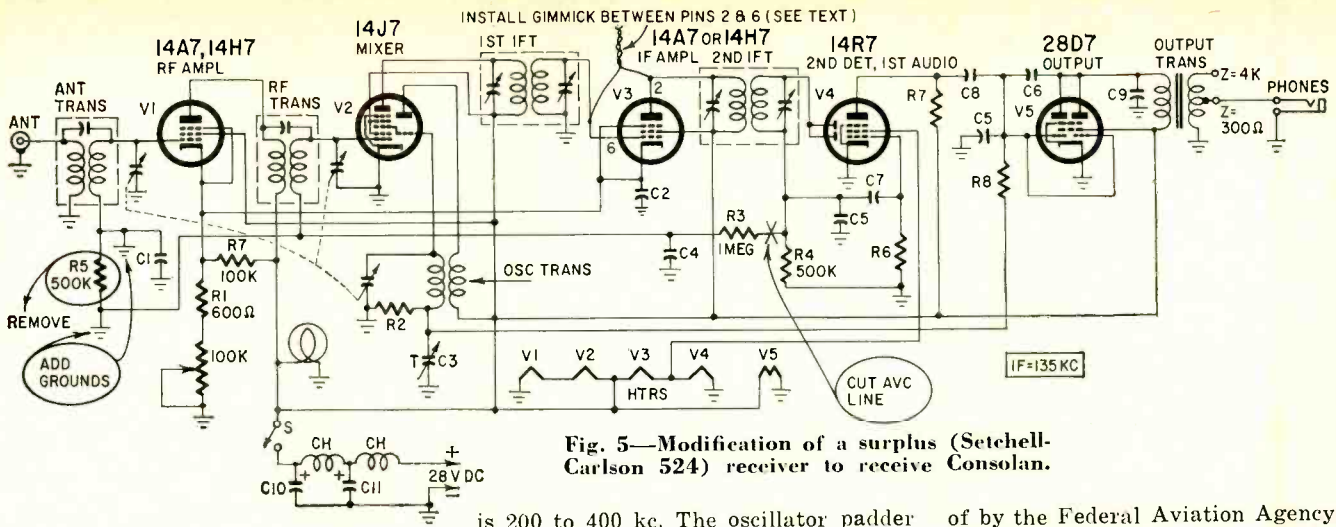 INSTALL GIMMICK BETWEEN PINS 2 & 6 (SEE TEXT)
14A7, 14H7
RF AMPL
14J7
MIXER
1ST IFT
14A7 OR 14H7
IF AMPL
2ND IFT
14R7
2ND DET, 1ST AUDIO
28D7
OUTPUT
OUTPUT
TRANS
ANT
TRANS
V1
RF
TRANS
V2
V3
2
6
V4
R7
C8
C6
V5
C9
Z=4K
PHONES
Z=
300Ω
ANT
C5
C2
R8
C7
C5
R6
R3
1MEG
R4
500K
C4
C1
R5
500K
REMOVE
ADD
GROUNDS
R7
100K
R1
600Ω
100K
OSC TRANS
R2
T
C3
V1
V2
V3
V4
V5
HTRS
CUT AVC
LINE
IF=135KC
S
CH
CH
+
+
+
28V DC
−
C10
C11
Fig. 5—Modification of a surplus (Setchell-
Carlson 524) receiver to receive Consolan.
is 200 to 400 kc. The oscillator padder
of by the Federal Aviation Agency